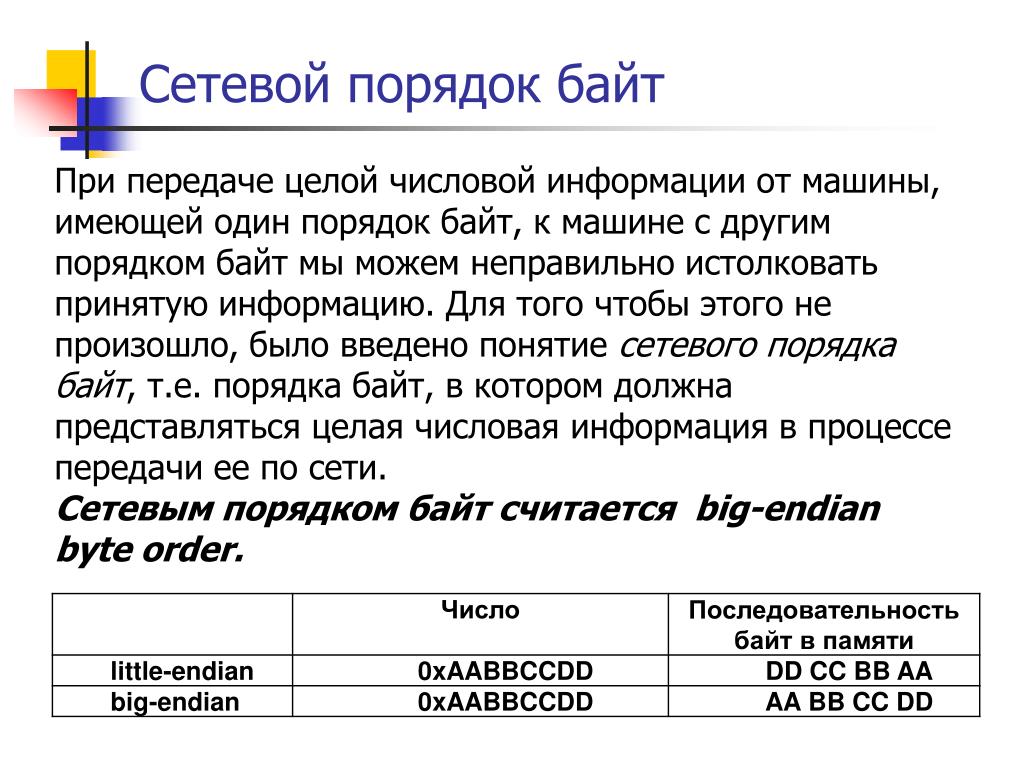 Сетевой порядок байт
При передаче целой числовой информации от машины,
имеющей один порядок байт, к машине с другим
порядком байт мы можем неправильно истолковать
принятую информацию. Для того чтобы этого не
произошло, было введено понятие сетевого порядка
байт, т.е. порядка байт, в котором должна
представляться целая числовая информация в процессе
передачи ее по сети.
Сетевым порядком байт считается big-endian
byte order.
Число Последовательность
байт в памяти
little-endian 0xAABBCCDD DD CC BB AA
big-endian 0xAABBCCDD AA BB CC DD